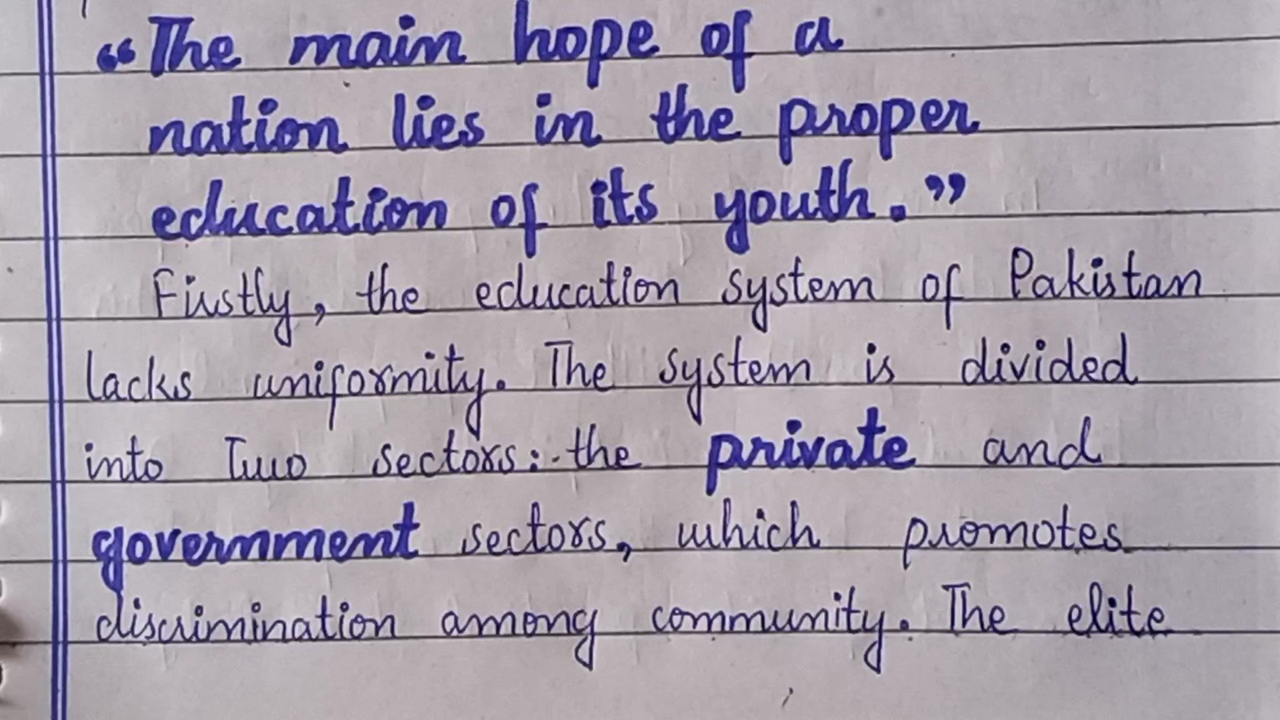 “The main hope of a
nation lies in the proper
education of its youth.”
Firstly, the education system of Pakistan
lacks uniformity. The system is divided
into Two sectors: the private and
government sectors, which promotes
discrimination among community. The elite